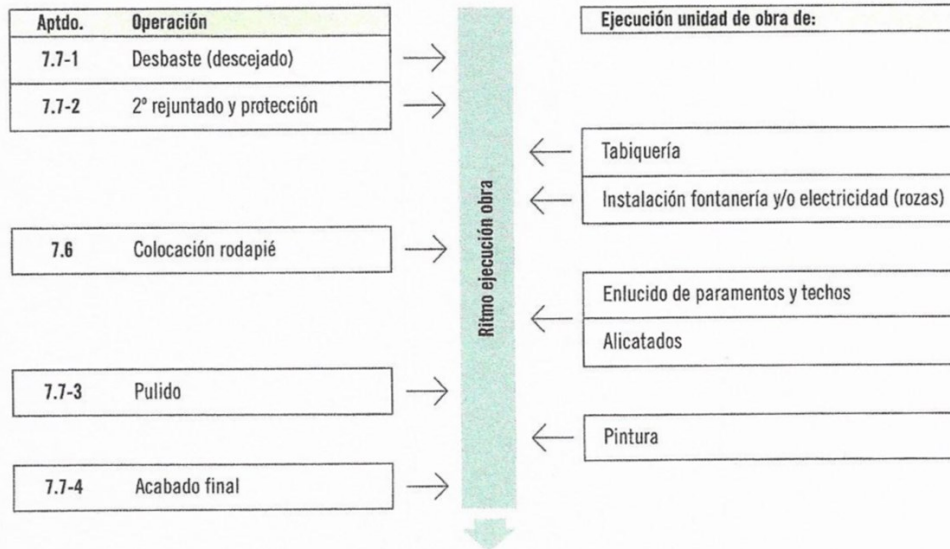 Aptdo. Operación
7.7-1 Desbaste (descejado)
7.7-2 2º rejuntado y protección
7.6 Colocación rodapié
7.7-3 Pulido
7.7-4 Acabado final
Ritmo ejecución obra
Ejecución unidad de obra de:
Tabiquería
Instalación fontanería y/o electricidad (rozas)
Enlucido de paramentos y techos
Alicatados
Pintura